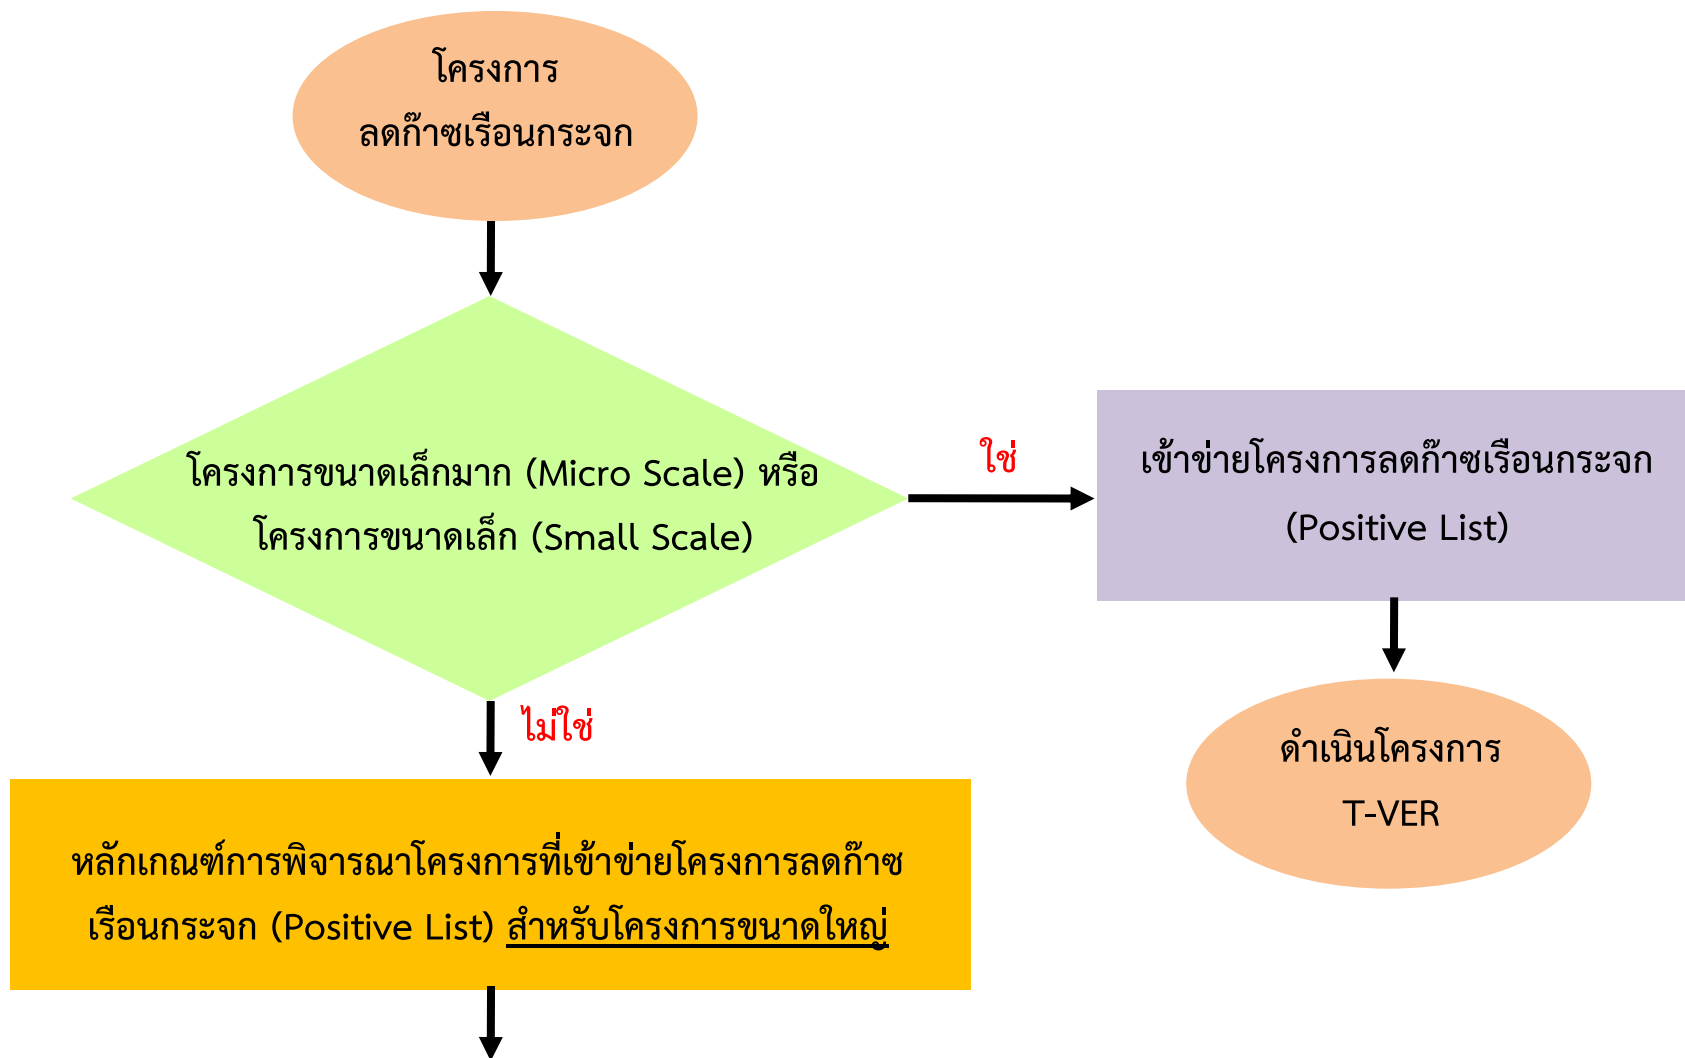 โครงการ
ลดก๊าซเรือนกระจก
โครงการขนาดเล็กมาก (Micro Scale) หรือ
โครงการขนาดเล็ก (Small Scale)
ใช่
เข้าข่ายโครงการลดก๊าซเรือนกระจก
(Positive List)
ไม่ใช่
ดำเนินโครงการ
T-VER
หลักเกณฑ์การพิจารณาโครงการที่เข้าข่ายโครงการลดก๊าซ
เรือนกระจก (Positive List) สำหรับโครงการขนาดใหญ่